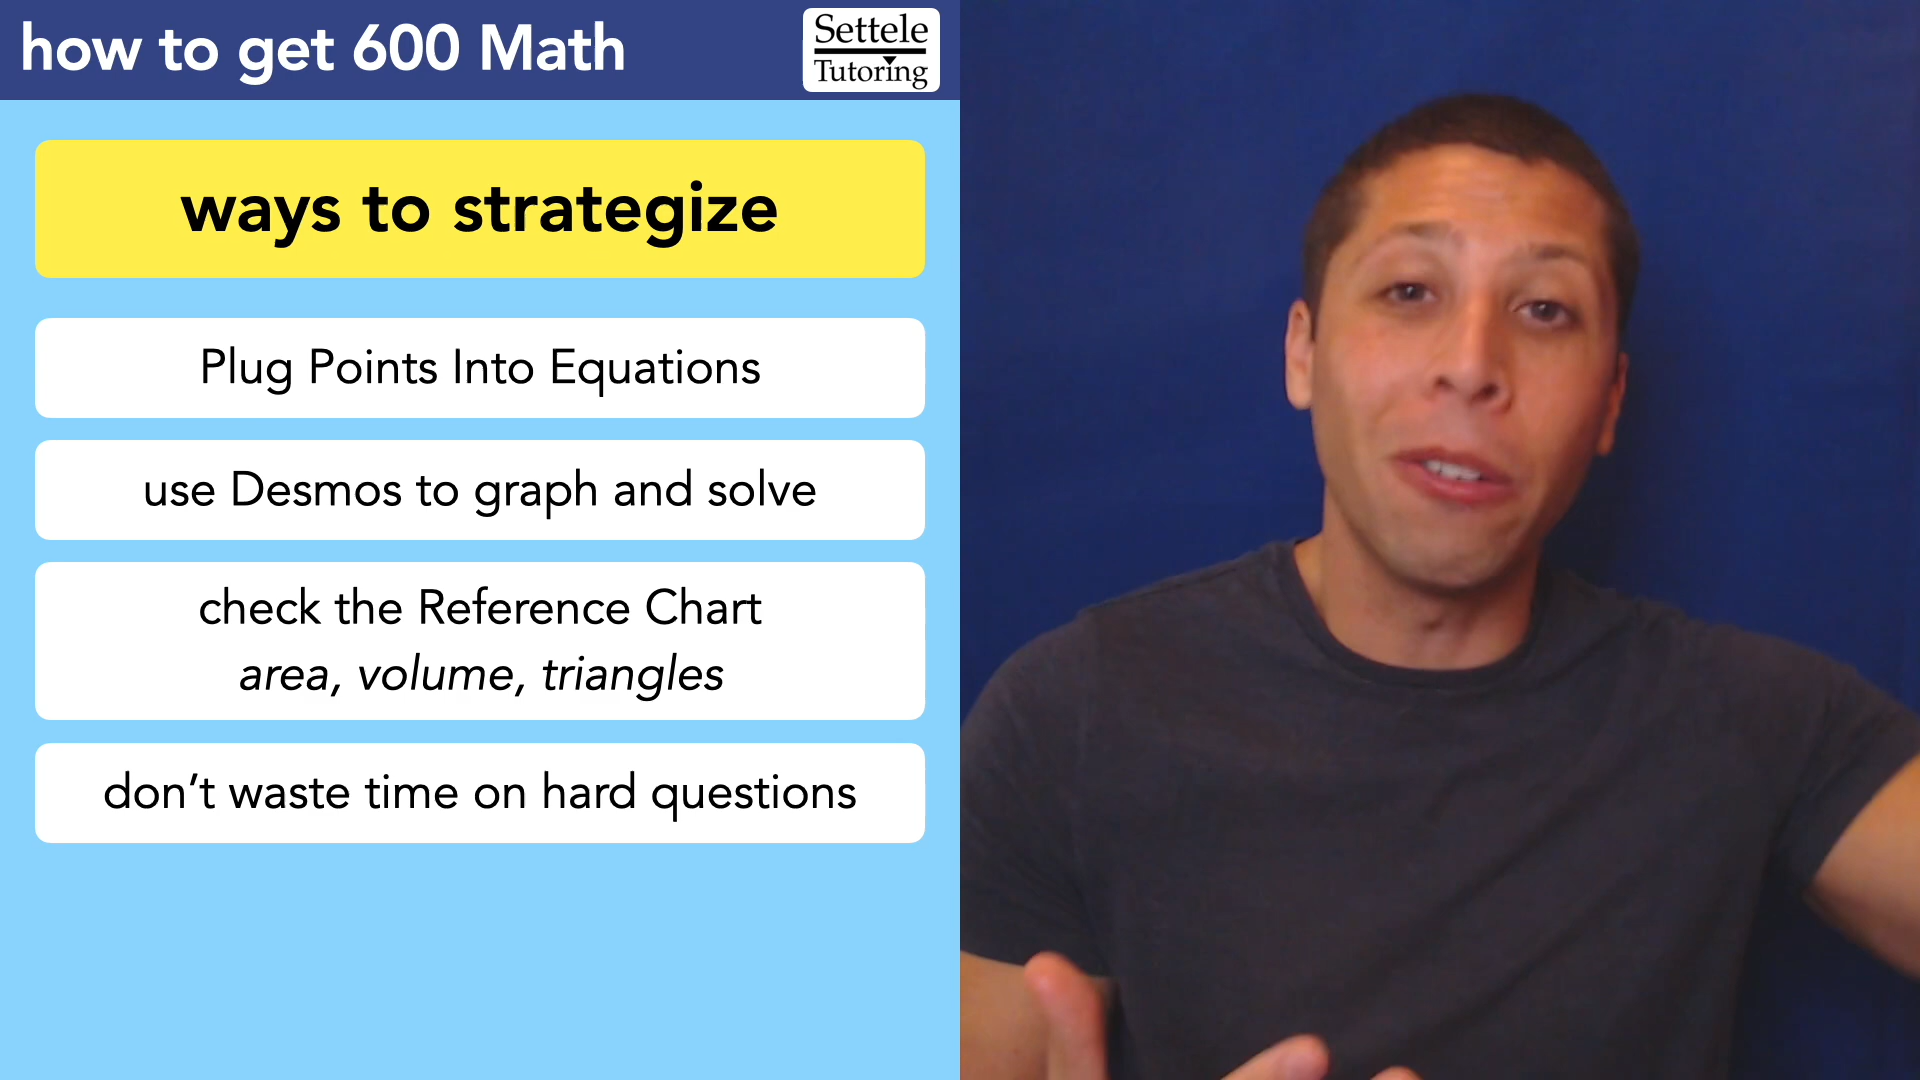 how to get 600 Math
Settele
Tutoring
ways to strategize
Plug Points Into Equations
use Desmos to graph and solve
check the Reference Chart
area, volume, triangles
don’t waste time on hard questions